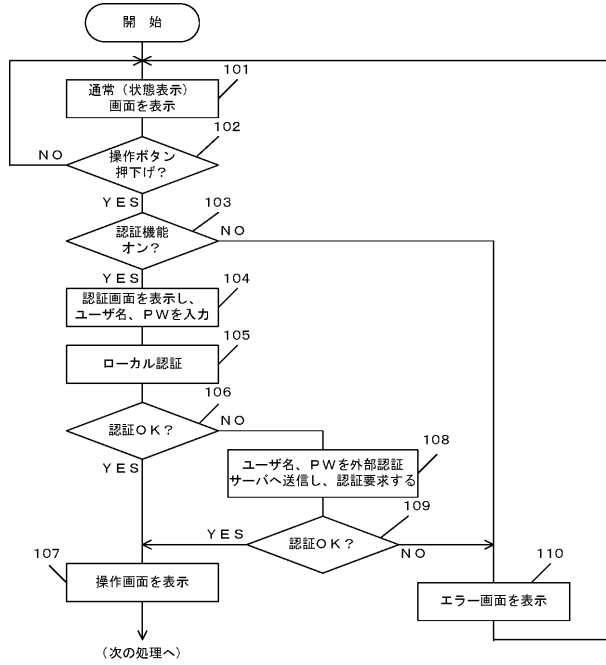 開 始
101
通常（状態表示）
画面を表示
102
操作ボタン
押下げ？
NO
YES
103
認証機能
オン？
NO
YES
104
認証画面を表示し、
ユーザ名、ＰＷを入力
105
ローカル認証
106
認証ＯＫ？
NO
YES
108
ユーザ名、ＰＷを外部認証
サーバへ送信し、認証要求する
109
認証ＯＫ？
YES
NO
107
操作画面を表示
110
エラー画面を表示
（次の処理へ）